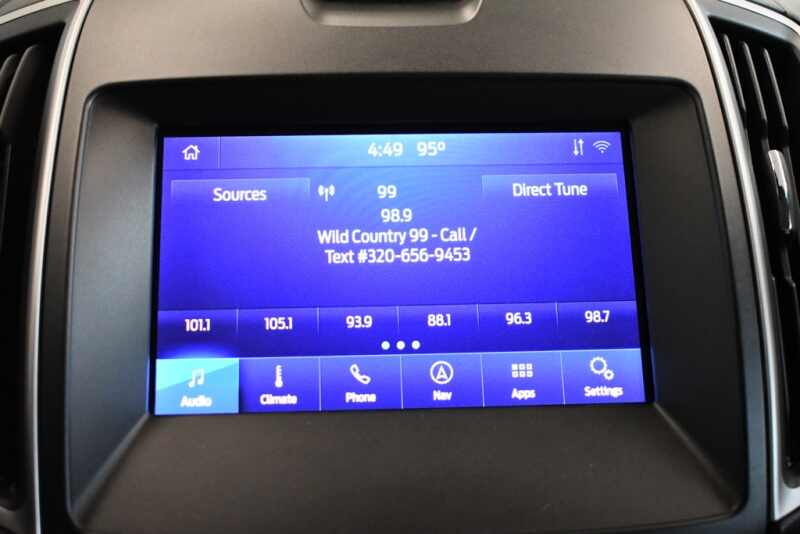 4:49 95°
Sources
99
Direct Tune
98.9
Wild Country 99 - Call /
Text #320-656-9453
101.1 105.1 93.9 88.1 96.3 98.7
Audio Climate Phone Nav Apps Settings